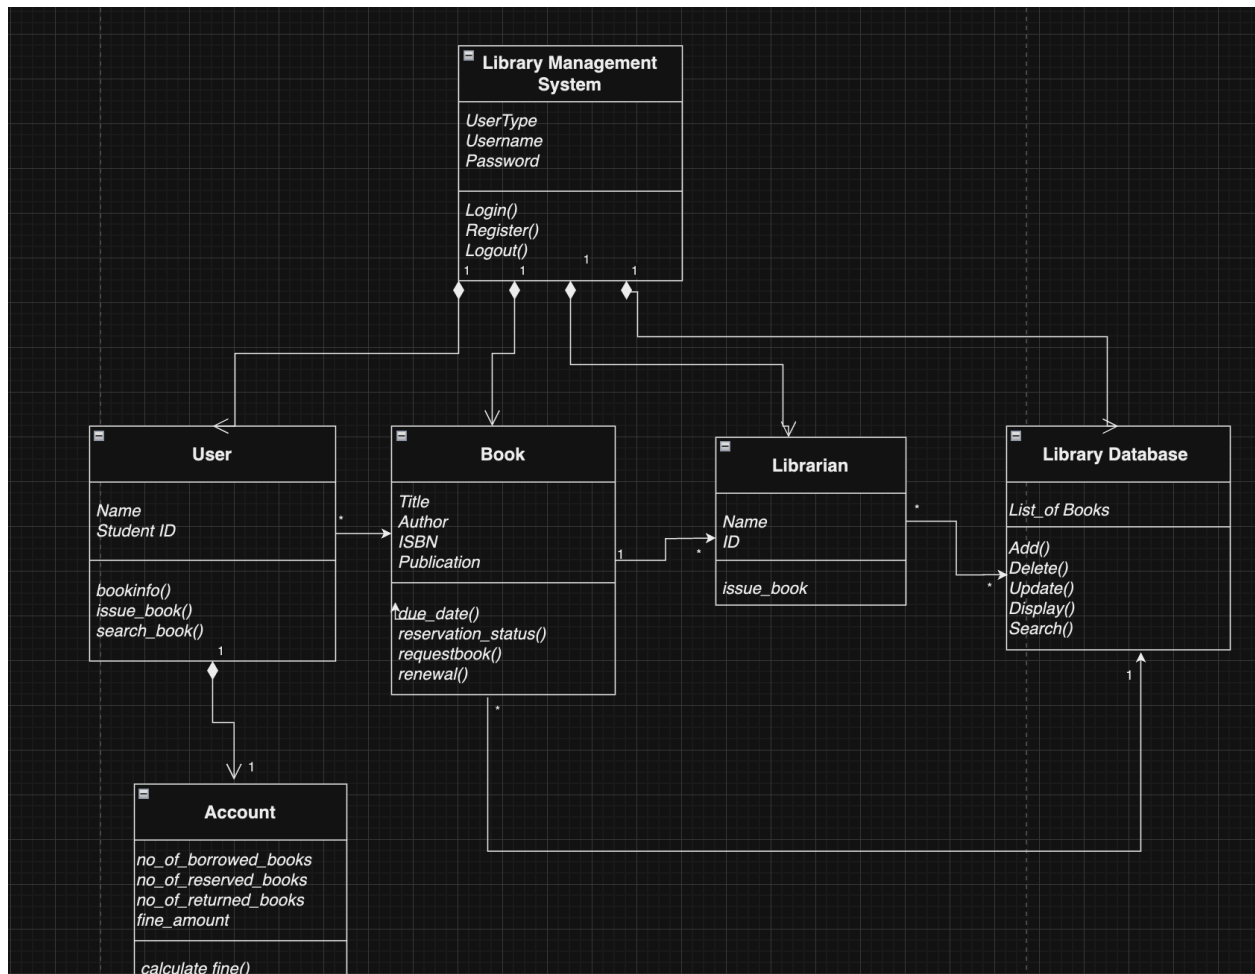 Library Management
System
UserType
Username
Password
Login()
Register()
Logout()
1
1
1
1
User
Name
Student ID
bookinfo()
issue_book()
search_book()
1
*
Book
Title
Author
ISBN
Publication
due_date()
reservation_status()
requestbook()
renewal()
1
*
*
Librarian
Name
ID
issue_book
*
*
Library Database
List_of Books
Add()
Delete()
Update()
Display()
Search()
1
1
Account
no_of_borrowed_books
no_of_reserved_books
no_of_returned_books
fine_amount
calculate fine()